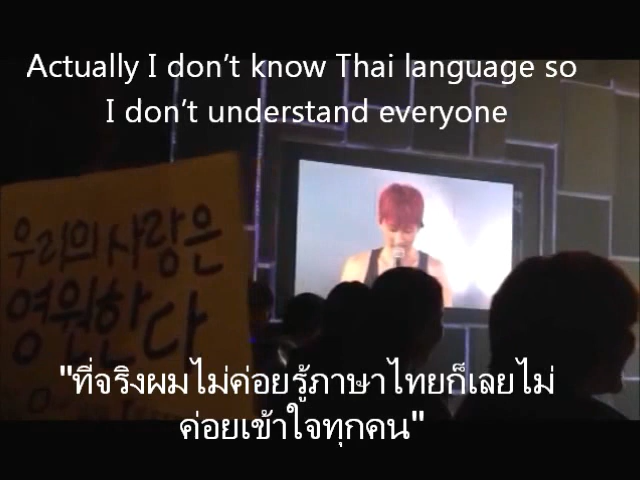 Actually I don't know Thai language so
I don't understand everyone
우리의 사랑은
영원한다
"ที่จริงผมไม่ค่อยรู้ภาษาไทยก็เลยไม่
ค่อยเข้าใจทุกคน"